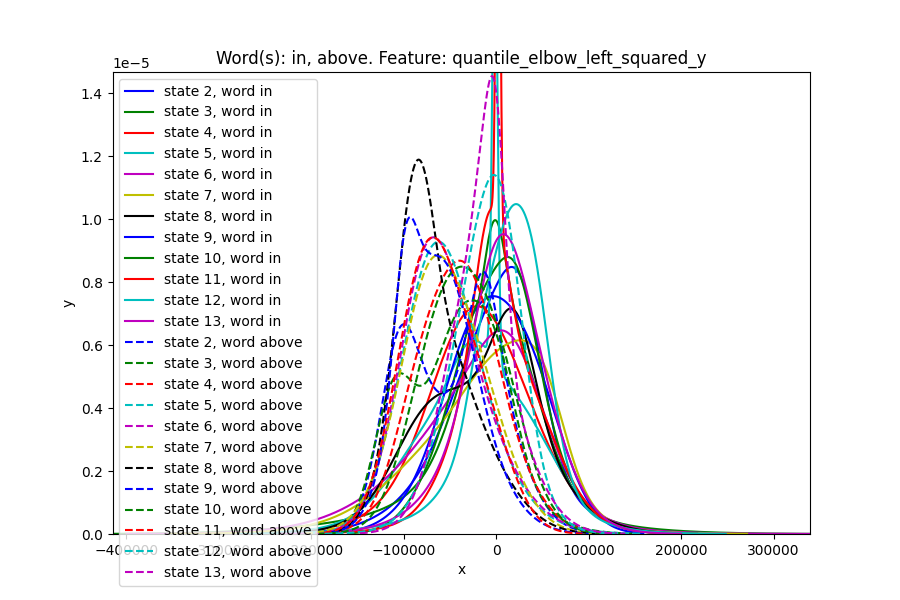 Word(s): in, above. Feature: quantile_elbow_left_squared_y
1e−5
1.4
1.2
1.0
0.8
0.6
0.4
0.2
0.0
y
state 2, word in
state 3, word in
state 4, word in
state 5, word in
state 6, word in
state 7, word in
state 8, word in
state 9, word in
state 10, word in
state 11, word in
state 12, word in
state 13, word in
state 2, word above
state 3, word above
state 4, word above
state 5, word above
state 6, word above
state 7, word above
state 8, word above
state 9, word above
state 10, word above
state 11, word above
state 12, word above
state 13, word above
−400000 −300000 −200000 −100000 0 100000 200000 300000
x